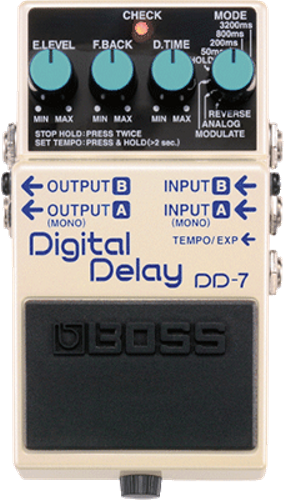 CHECK
MODE
3200ms
800ms
200ms
50ms
HOLD
E.LEVEL F.BACK D.TIME
MIN MAX MIN MAX MIN MAX
REVERSE
ANALOG
MODULATE
STOP HOLD:PRESS TWICE
SET TEMPO:PRESS & HOLD(>2 sec.)
← OUTPUT B INPUT B ←
← OUTPUT A INPUT A ←
(MONO) (MONO)
TEMPO/EXP ←
Digital
Delay DD-7
BOSS